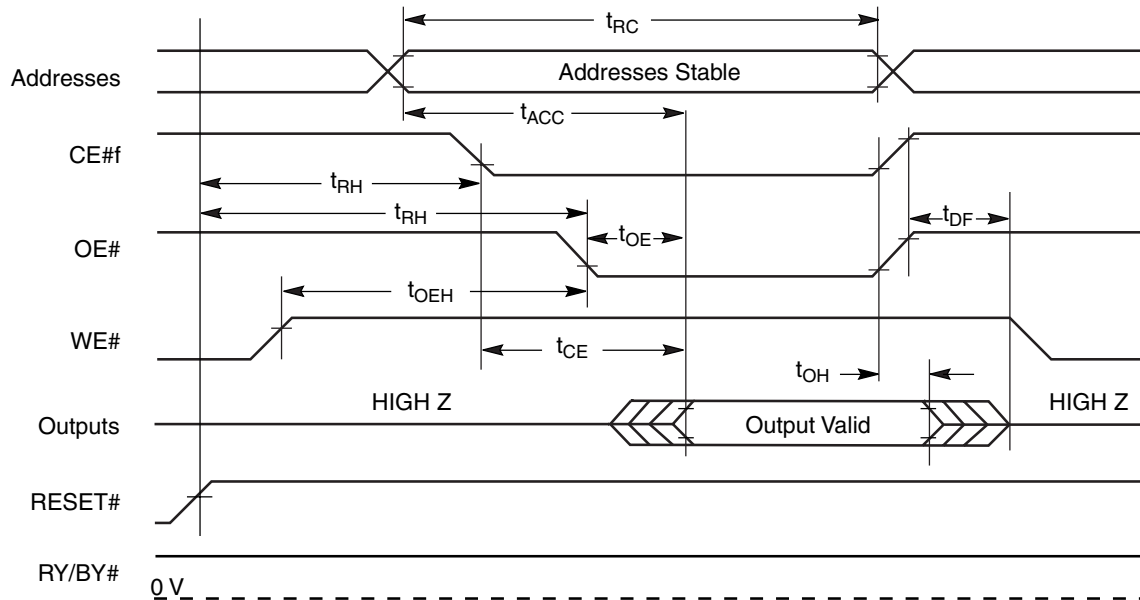 tRC
Addresses
Addresses Stable
tACC
CE#f
tRH
tRH
tOE
tDF
OE#
tOEH
WE#
tCE
tOH
HIGH Z
HIGH Z
Outputs
Output Valid
RESET#
RY/BY#
0 V